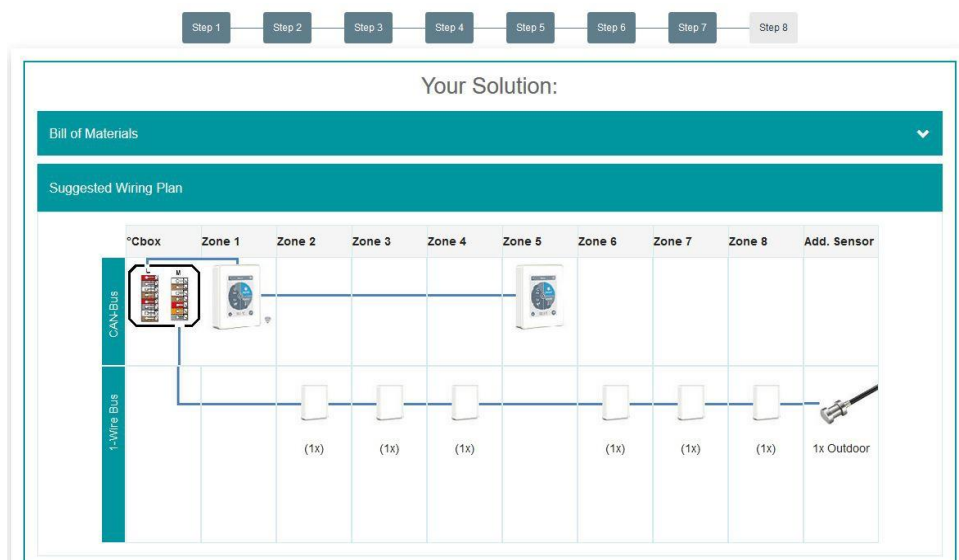 Step 1 Step 2 Step 3 Step 4 Step 5 Step 6 Step 7 Step 8
Your Solution:
Bill of Materials
Suggested Wiring Plan
°Cbox Zone 1 Zone 2 Zone 3 Zone 4 Zone 5 Zone 6 Zone 7 Zone 8 Add. Sensor
L M
CAN-Bus
1-Wire Bus
(1x) (1x) (1x) (1x) (1x) (1x) 1x Outdoor